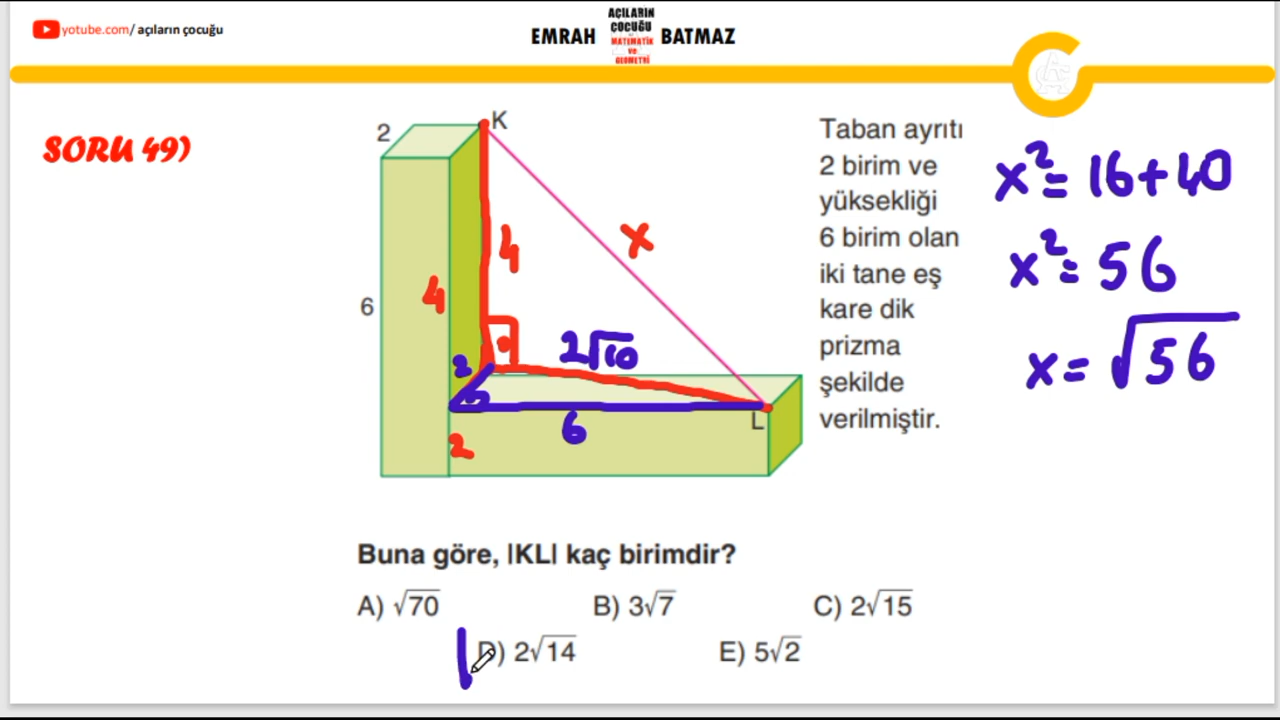 yotube.com/ açıların çocuğu
EMRAH
AÇILARIN
ÇOCUĞU
MATEMATİK
ve
GEOMETRİ
BATMAZ
SORU 49)
2
K
6
4
4
x
2√10
2
6
2
L
Taban ayrıtı
2 birim ve
yüksekliği
6 birim olan
iki tane eş
kare dik
prizma
şekilde
verilmiştir.
x²= 16+40
x²= 56
x= √56
Buna göre, |KL| kaç birimdir?
A) √70
B) 3√7
C) 2√15
D) 2√14
E) 5√2